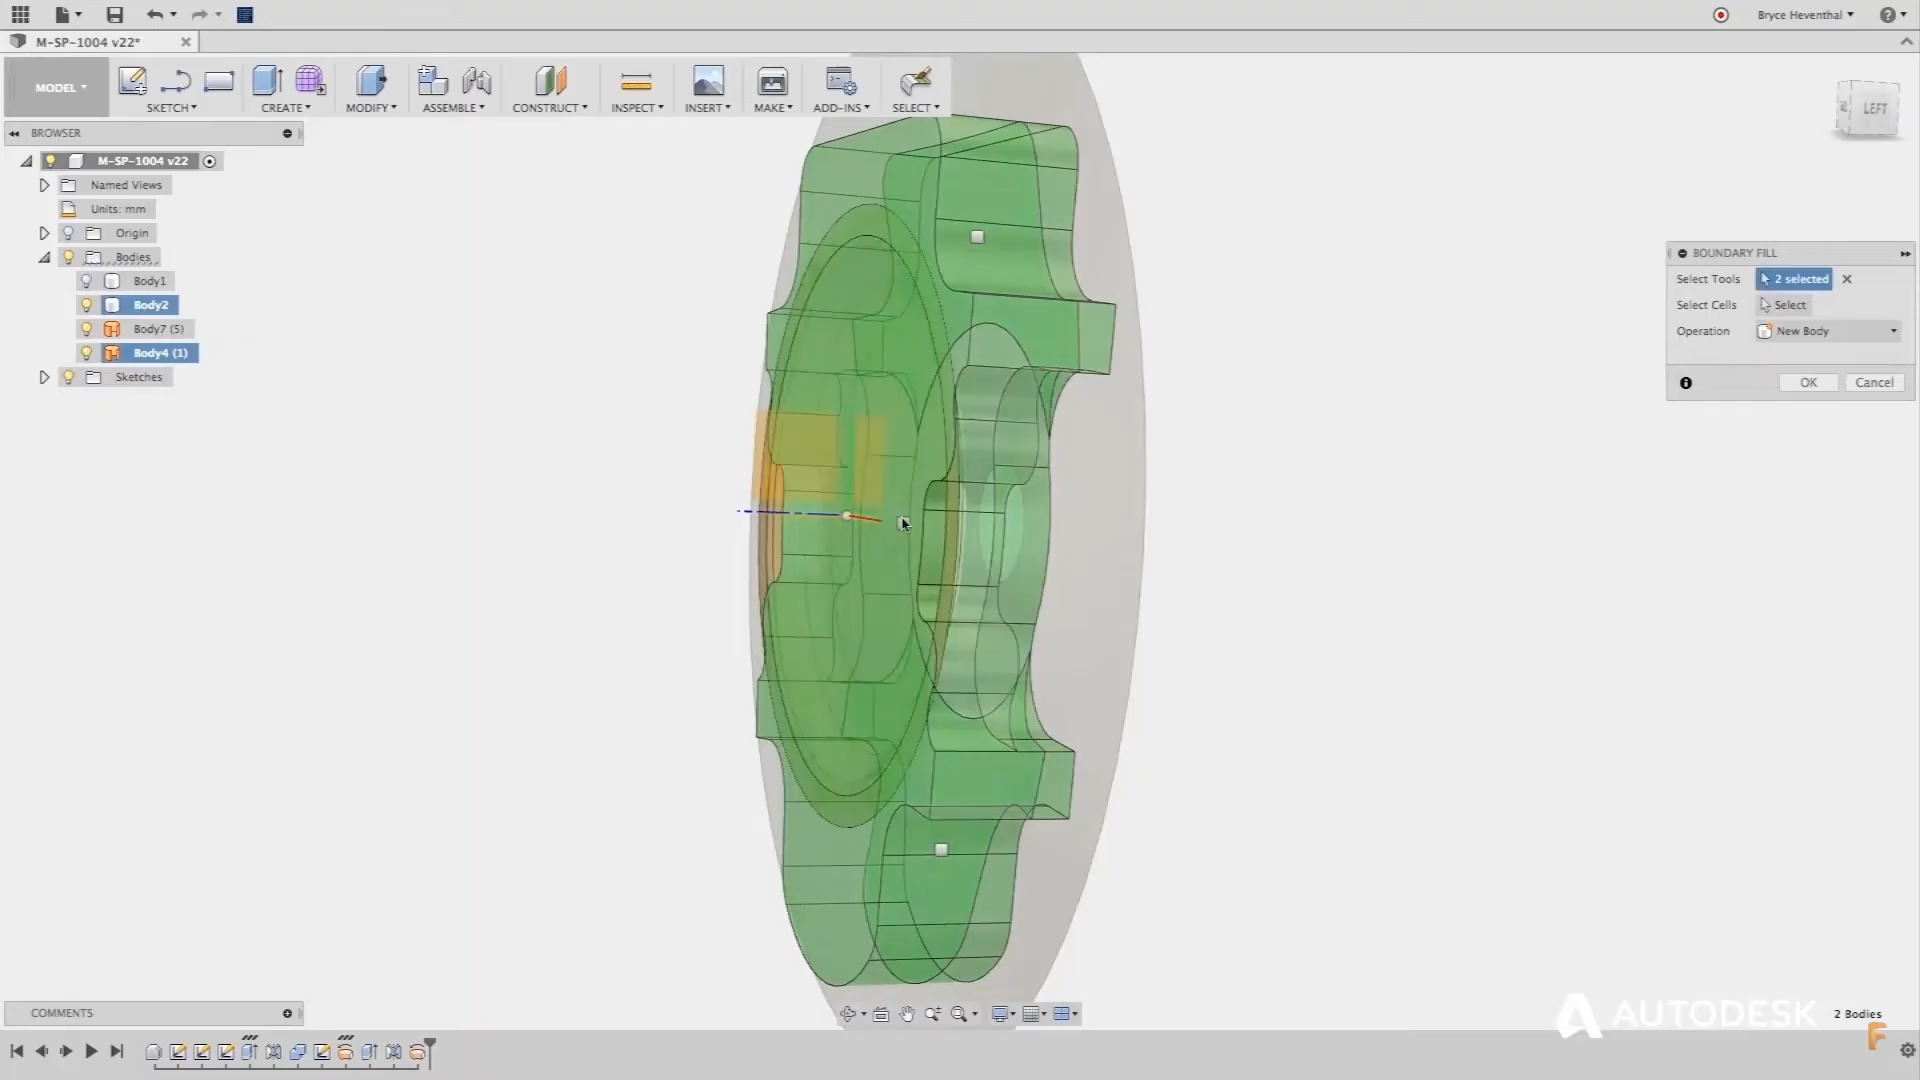 Bryce Heventhal
M-SP-1004 v22*
MODEL
SKETCH
CREATE
MODIFY
ASSEMBLE
CONSTRUCT
INSPECT
INSERT
MAKE
ADD-INS
SELECT
LEFT
BROWSER
M-SP-1004 v22
Named Views
Units: mm
Origin
Bodies
Body1
Body2
Body7 (5)
Body4 (1)
Sketches
BOUNDARY FILL
Select Tools 2 selected
Select Cells Select
Operation New Body
OK Cancel
COMMENTS
AUTODESK
2 Bodies